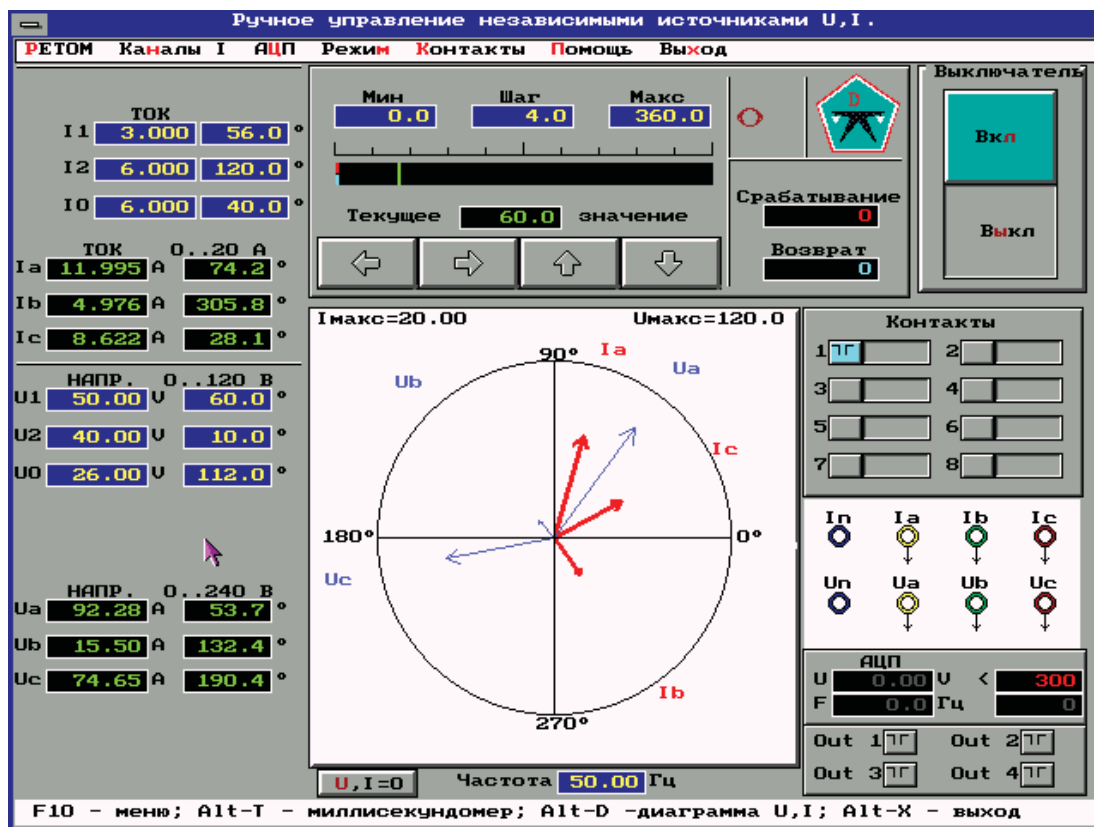 Ручное управление независимыми источниками U,I.
РЕТОМ Каналы I АЦП Режим Контакты Помощь Выход
ТОК
I1 3.000 56.0 °
I2 6.000 120.0 °
I0 6.000 40.0 °
ТОК 0..20 А
Ia 11.995 А 74.2 °
Ib 4.976 А 305.8 °
Ic 8.622 А 28.1 °
НАПР. 0..120 В
U1 50.00 V 60.0 °
U2 40.00 V 10.0 °
U0 26.00 V 112.0 °
НАПР. 0..240 В
Ua 92.28 А 53.7 °
Ub 15.50 А 132.4 °
Uc 74.65 А 190.4 °
Мин Шаг Макс
0.0 4.0 360.0
Текущее 60.0 значение
D
Срабатывание
0
Возврат
0
Выключатель
Вкл
Выкл
Iмакс=20.00 Uмакс=120.0
90° Ia
Ub Ua
Ic
180° 0°
Uc
Ib
270°
U,I=0 Частота 50.00 Гц
Контакты
1 2
3 4
5 6
7 8
In Ia Ib Ic
Un Ua Ub Uc
АЦП
U 0.00 V < 300
F 0.0 Гц 0
Out 1 Out 2
Out 3 Out 4
F10 - меню; Alt-T - миллисекундомер; Alt-D -диаграмма U,I; Alt-X - выход